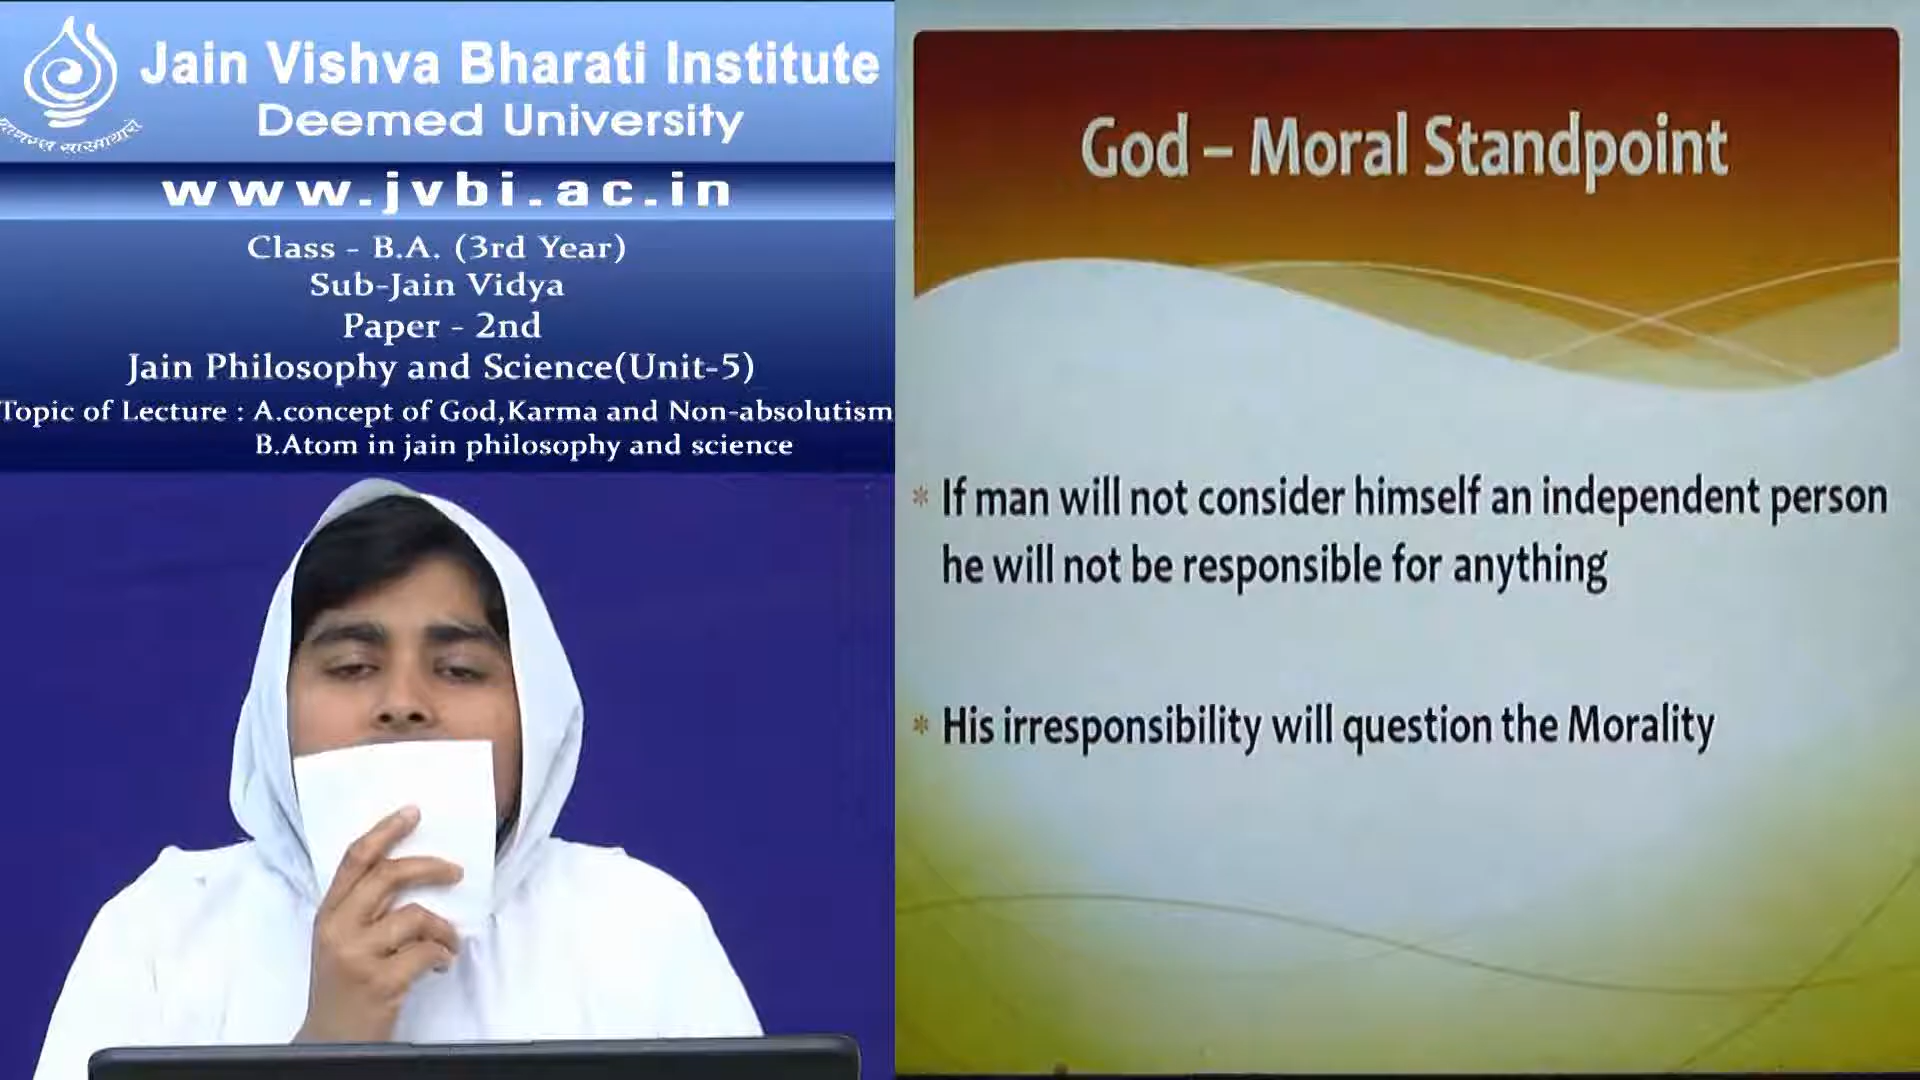 Jain Vishva Bharati Institute
Deemed University
www.jvbi.ac.in
Class - B.A. (3rd Year)
Sub-Jain Vidya
Paper - 2nd
Jain Philosophy and Science(Unit-5)
Topic of Lecture : A.concept of God,Karma and Non-absolutism
B.Atom in jain philosophy and science
God – Moral Standpoint
* If man will not consider himself an independent person
he will not be responsible for anything
* His irresponsibility will question the Morality